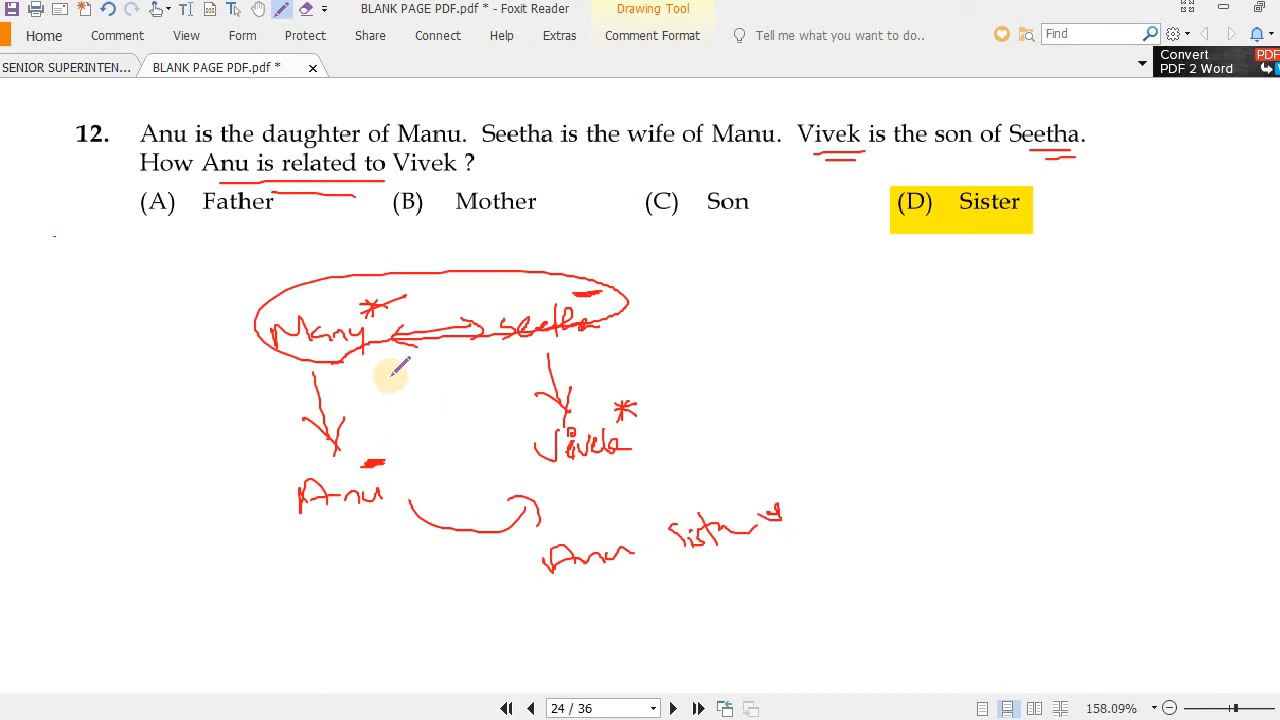 BLANK PAGE PDF.pdf * - Foxit Reader
Drawing Tool
Home Comment View Form Protect Share Connect Help Extras Comment Format Tell me what you want to do.. Find
SENIOR SUPERINTEN... BLANK PAGE PDF.pdf * x
Convert PDF
PDF 2 Word
12. Anu is the daughter of Manu. Seetha is the wife of Manu. Vivek is the son of Seetha.
How Anu is related to Vivek ?
(A) Father (B) Mother (C) Son (D) Sister
Manu Seetha
Vivek
Anu
Anu Sister
24 / 36 158.09%